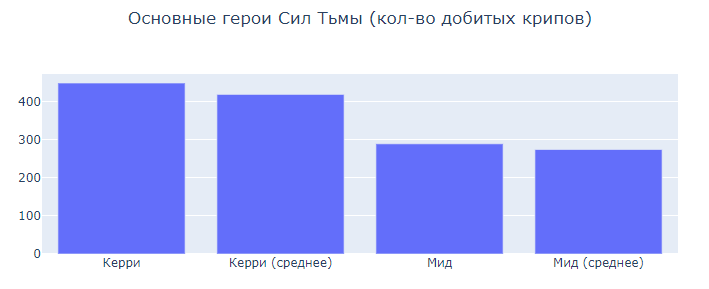 Основные герои Сил Тьмы (кол-во добитых крипов)
400
300
200
100
0
Керри Керри (среднее) Мид Мид (среднее)